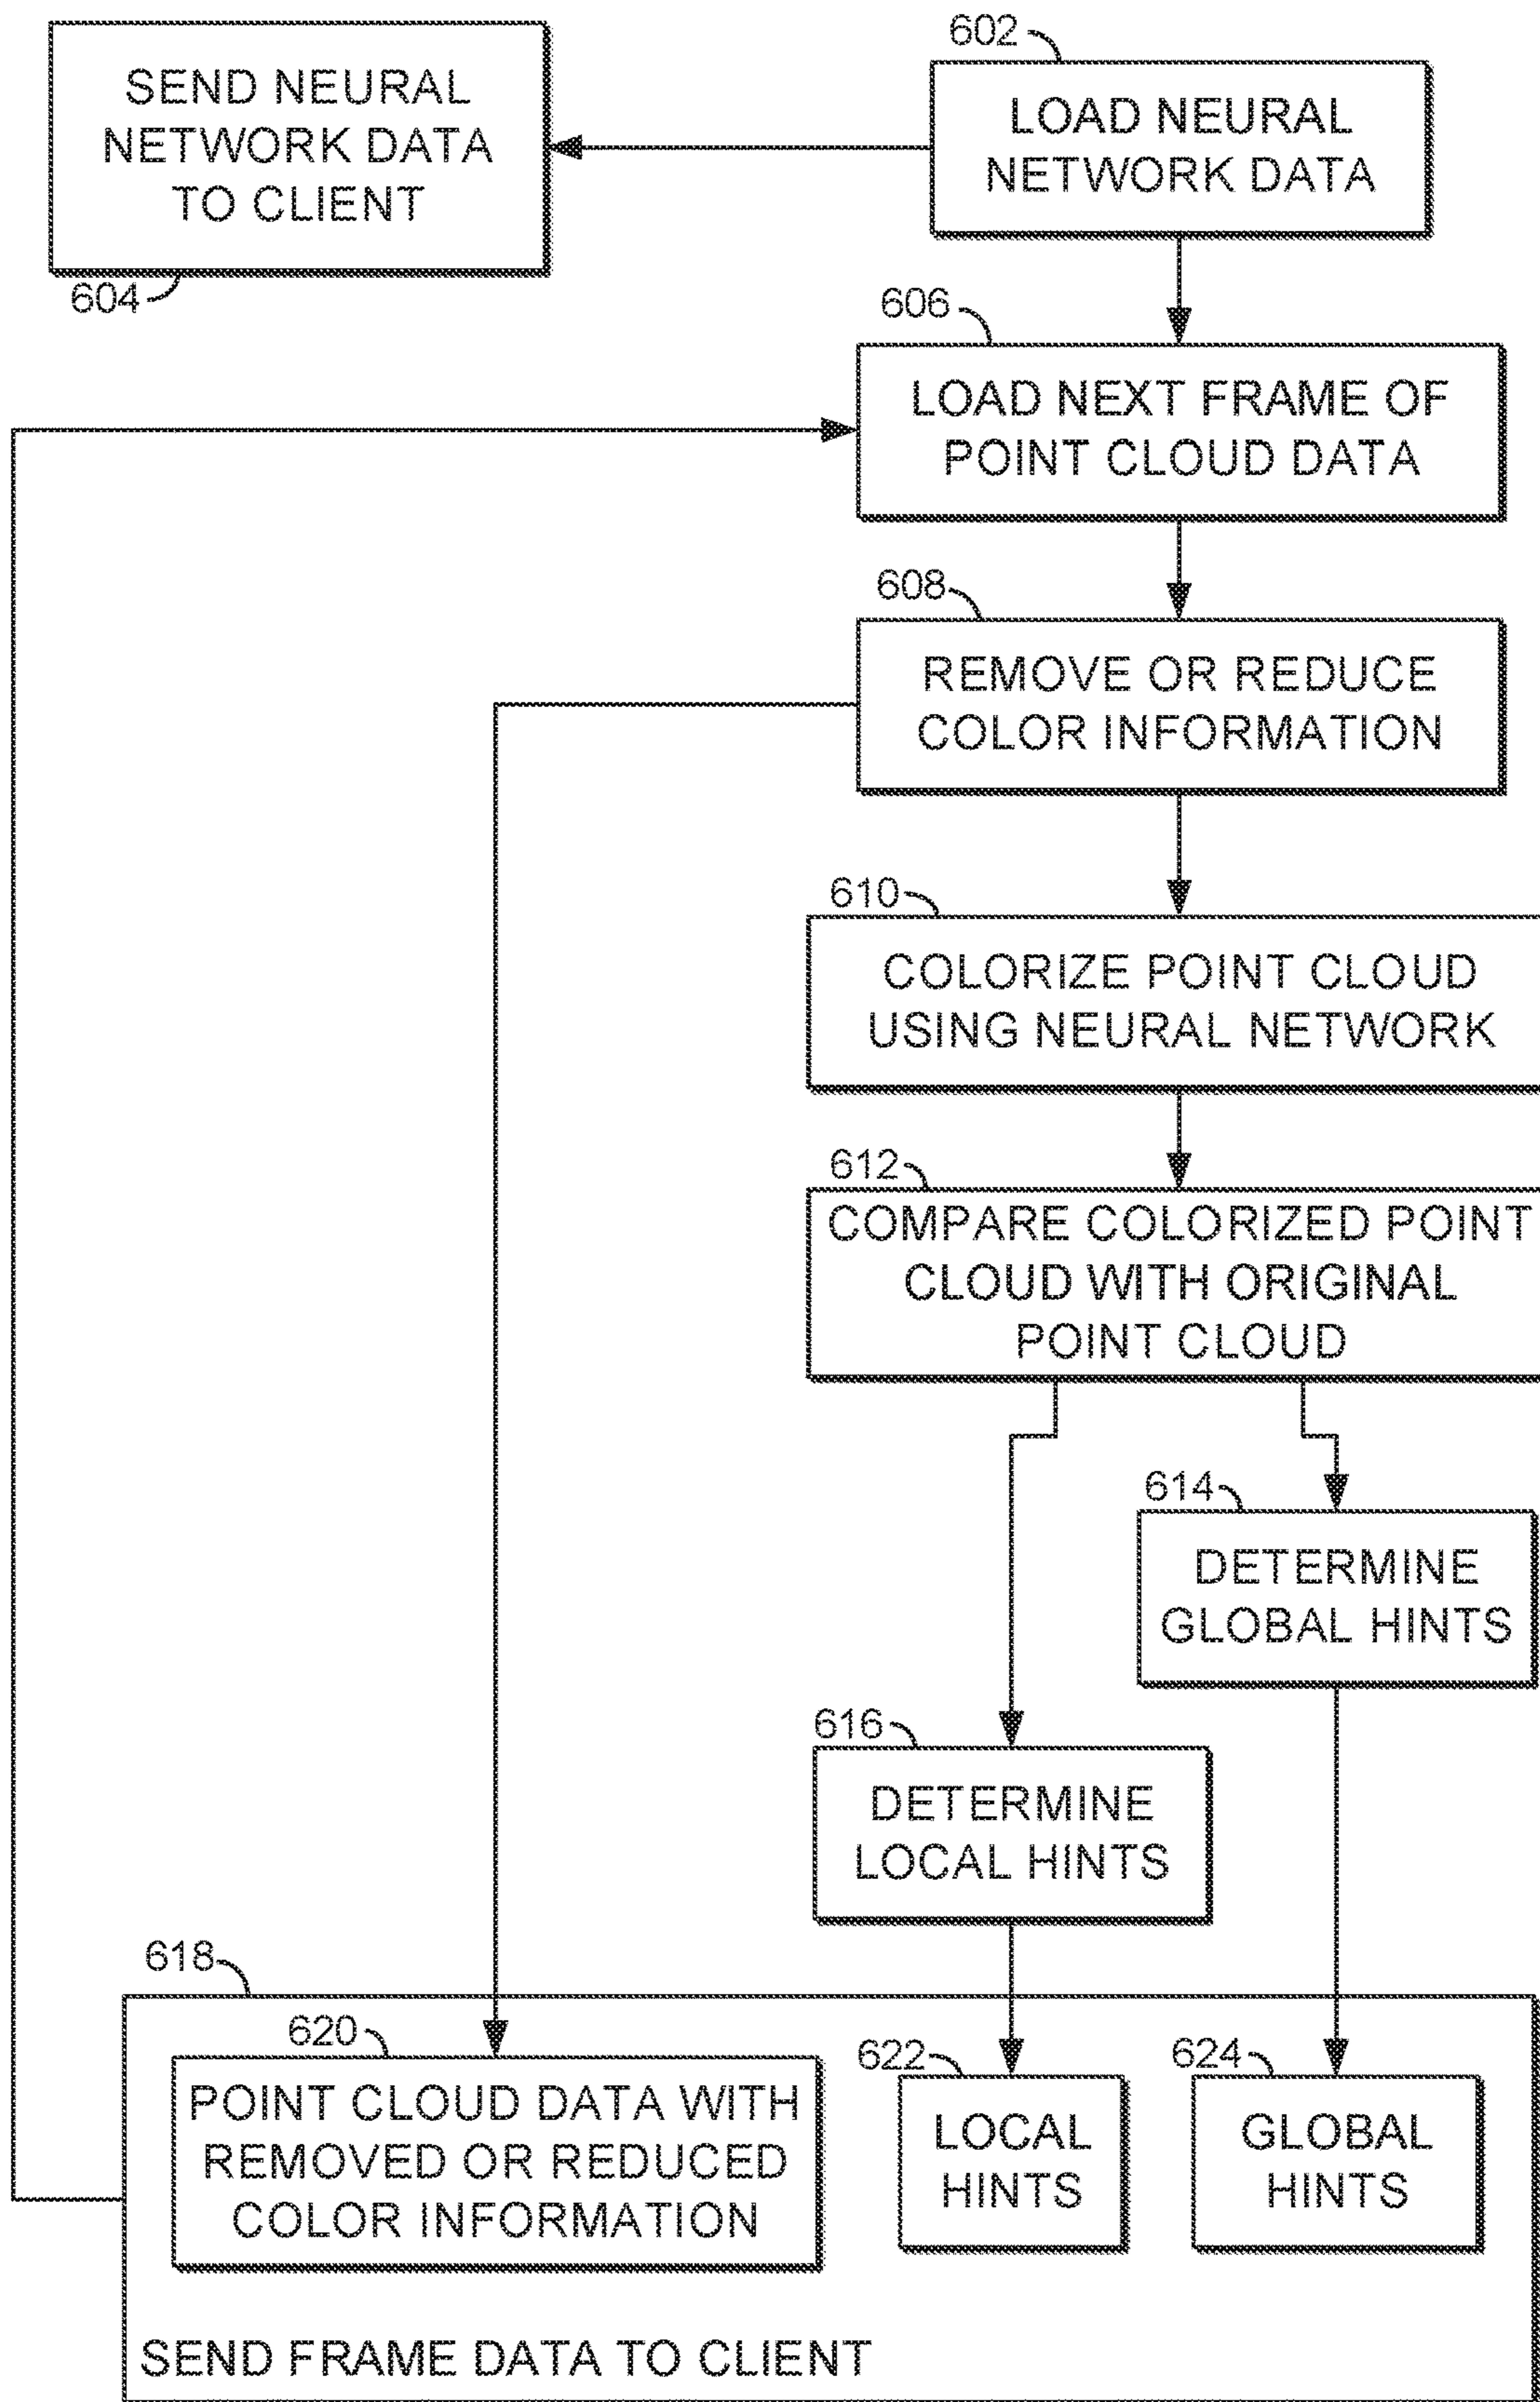 602
SEND NEURAL
NETWORK DATA
TO CLIENT
604
LOAD NEURAL
NETWORK DATA
606
LOAD NEXT FRAME OF
POINT CLOUD DATA
608
REMOVE OR REDUCE
COLOR INFORMATION
610
COLORIZE POINT CLOUD
USING NEURAL NETWORK
612
COMPARE COLORIZED POINT
CLOUD WITH ORIGINAL
POINT CLOUD
614
DETERMINE
GLOBAL HINTS
616
DETERMINE
LOCAL HINTS
618
620
POINT CLOUD DATA WITH
REMOVED OR REDUCED
COLOR INFORMATION
622
LOCAL
HINTS
624
GLOBAL
HINTS
SEND FRAME DATA TO CLIENT